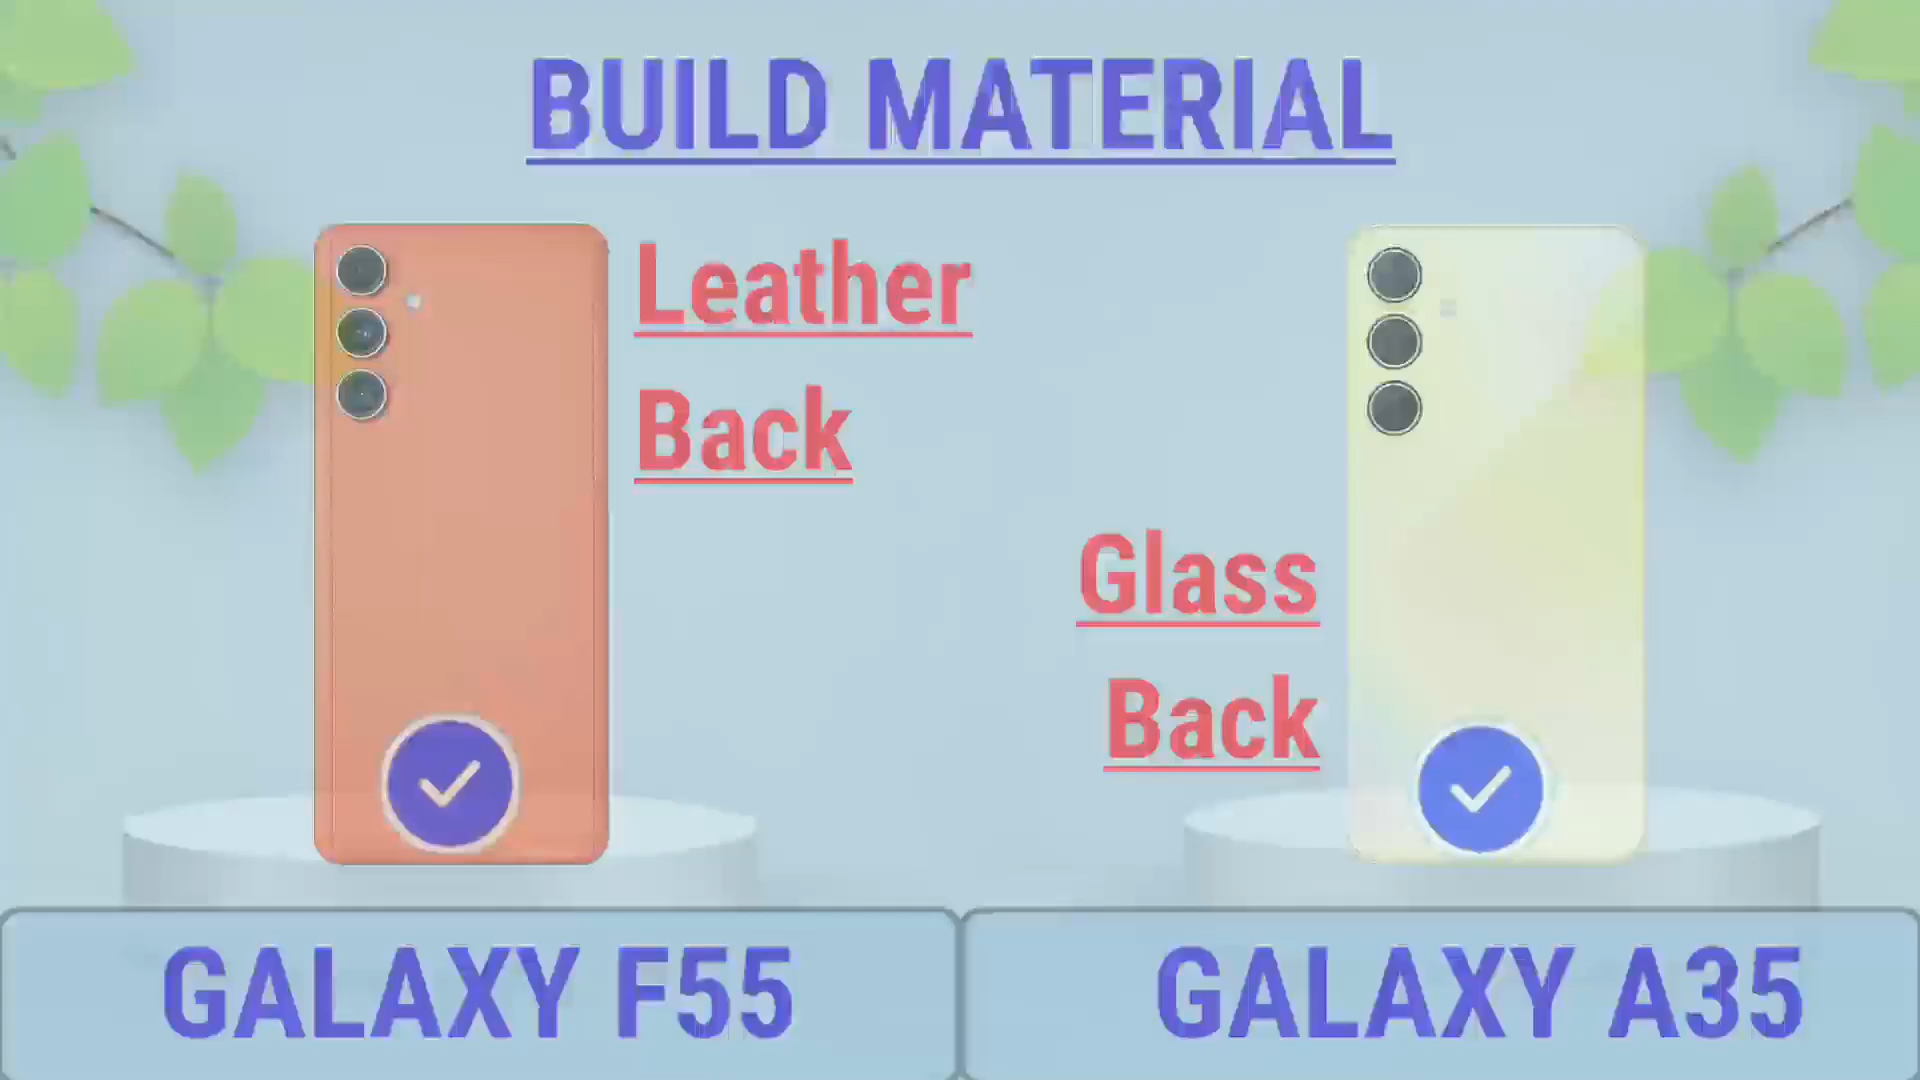 BUILD MATERIAL
Leather
Back
Glass
Back
GALAXY F55
GALAXY A35